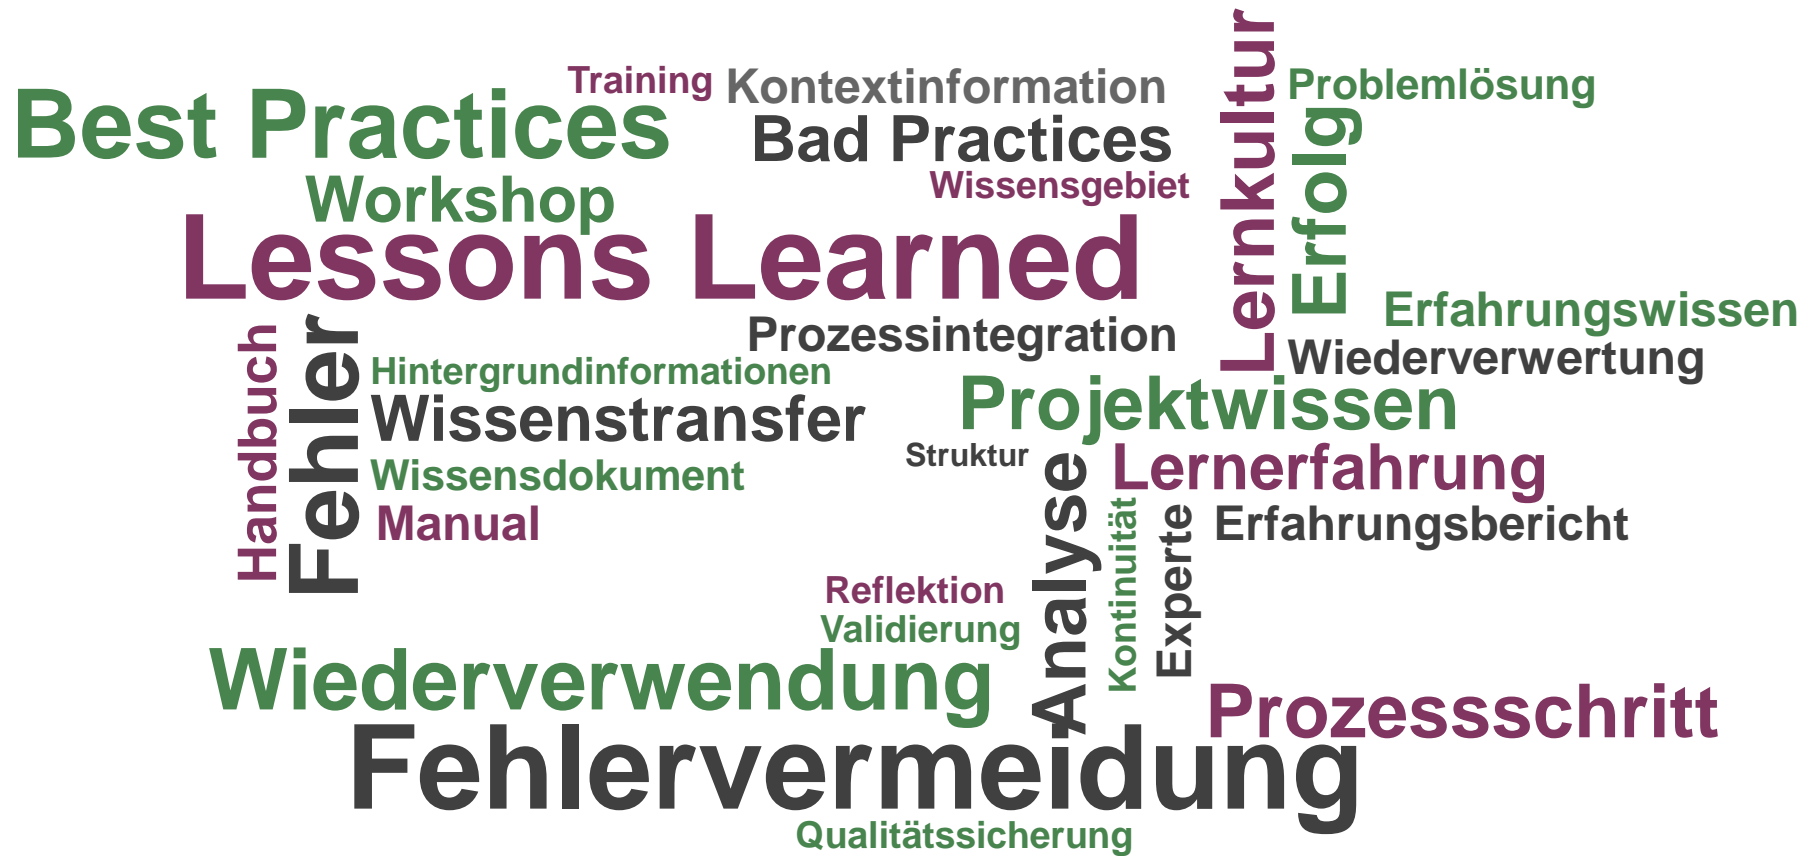 Training
Kontextinformation
Problemlösung
Best Practices
Bad Practices
Lernkultur
Erfolg
Workshop
Wissensgebiet
Lessons Learned
Erfahrungswissen
Prozessintegration
Wiederverwertung
Handbuch
Fehler
Hintergrundinformationen
Projektwissen
Wissenstransfer
Struktur
Lernerfahrung
Wissensdokument
Manual
Analyse
Kontinuität
Experte
Erfahrungsbericht
Reflektion
Validierung
Wiederverwendung
Prozessschritt
Fehlervermeidung
Qualitätssicherung